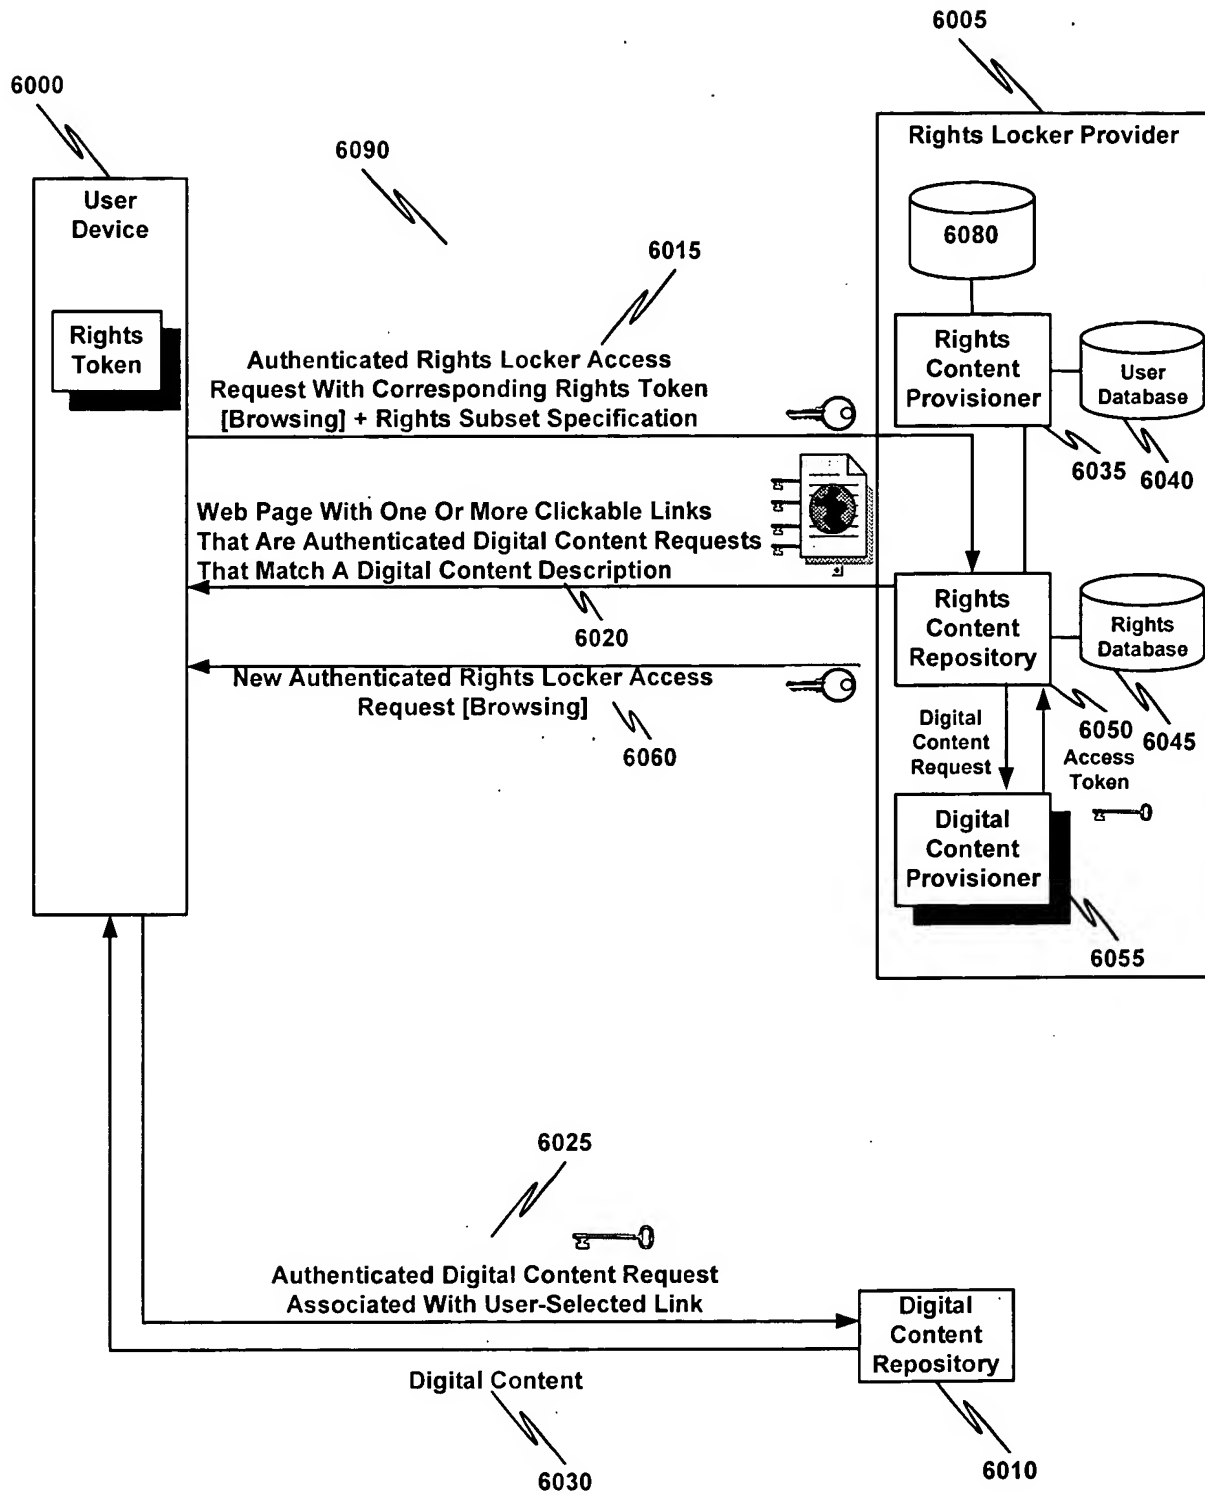 6005
6000
Rights Locker Provider
6090
User
Device
6080
6015
Rights
Token
Rights
Content
Provisioner
User
Database
Authenticated Rights Locker Access
Request With Corresponding Rights Token
[Browsing] + Rights Subset Specification
6035
6040
Web Page With One Or More Clickable Links
That Are Authenticated Digital Content Requests
That Match A Digital Content Description
Rights
Content
Repository
Rights
Database
6020
New Authenticated Rights Locker Access
Request [Browsing]
6050
6045
Digital
Content
Request
Access
Token
6060
Digital
Content
Provisioner
6055
6025
Authenticated Digital Content Request
Associated With User-Selected Link
Digital
Content
Repository
Digital Content
6030
6010